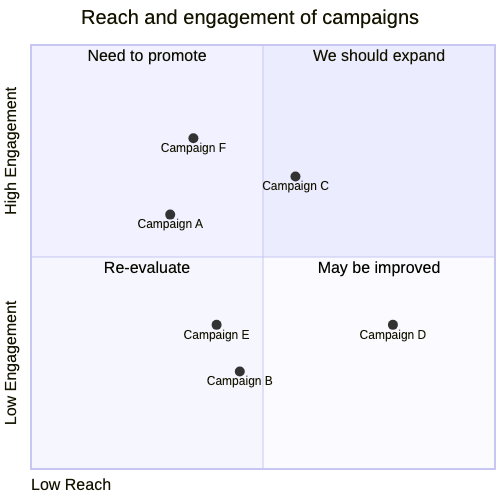 Reach and engagement of campaigns
Need to promote
We should expand
High Engagement
Campaign F
Campaign C
Campaign A
Re-evaluate
May be improved
Low Engagement
Campaign E
Campaign D
Campaign B
Low Reach